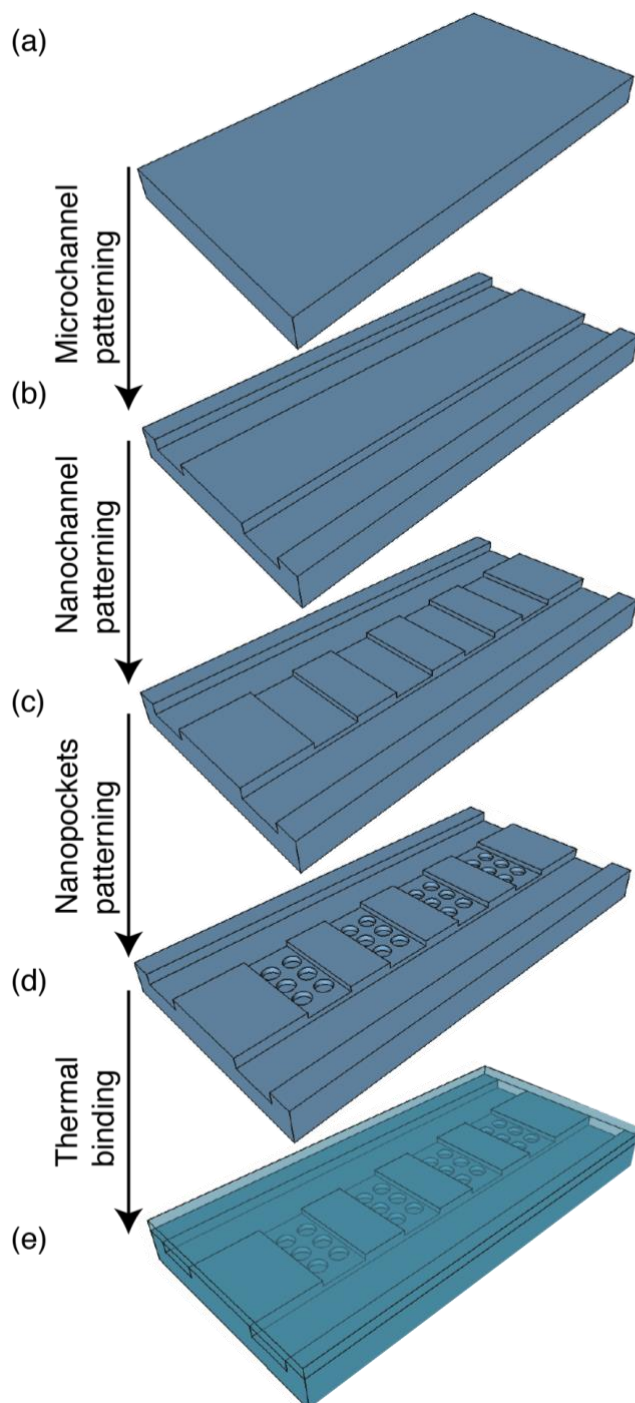 (a)
Microchannel
patterning
(b)
Nanochannel
patterning
(c)
Nanopockets
patterning
(d)
Thermal
binding
(e)